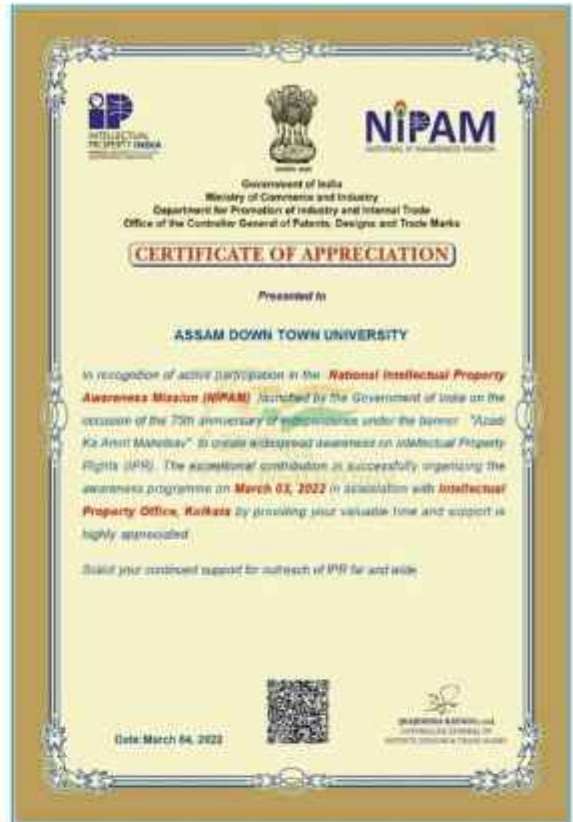 iP
INTELLECTUAL
PROPERTY INDIA
NiPAM
Government of India
Ministry of Commerce and Industry
Department for Promotion of Industry and Internal Trade
Office of the Controller General of Patents, Designs and Trade Marks
CERTIFICATE OF APPRECIATION
Presented to
ASSAM DOWN TOWN UNIVERSITY
In recognition of active participation in the National Intellectual Property
Awareness Mission (NIPAM) launched by the Government of India on the
occasion of the 75th anniversary of independence under the banner "Azadi
Ka Amrit Mahotsav" to create widespread awareness on Intellectual Property
Rights (IPR). The exceptional contribution in successfully organizing the
awareness programme on March 03, 2022 in association with Intellectual
Property Office, Kolkata by providing your valuable time and support is
highly appreciated.
Solicit your continued support for outreach of IPR far and wide.
Date:March 04, 2022